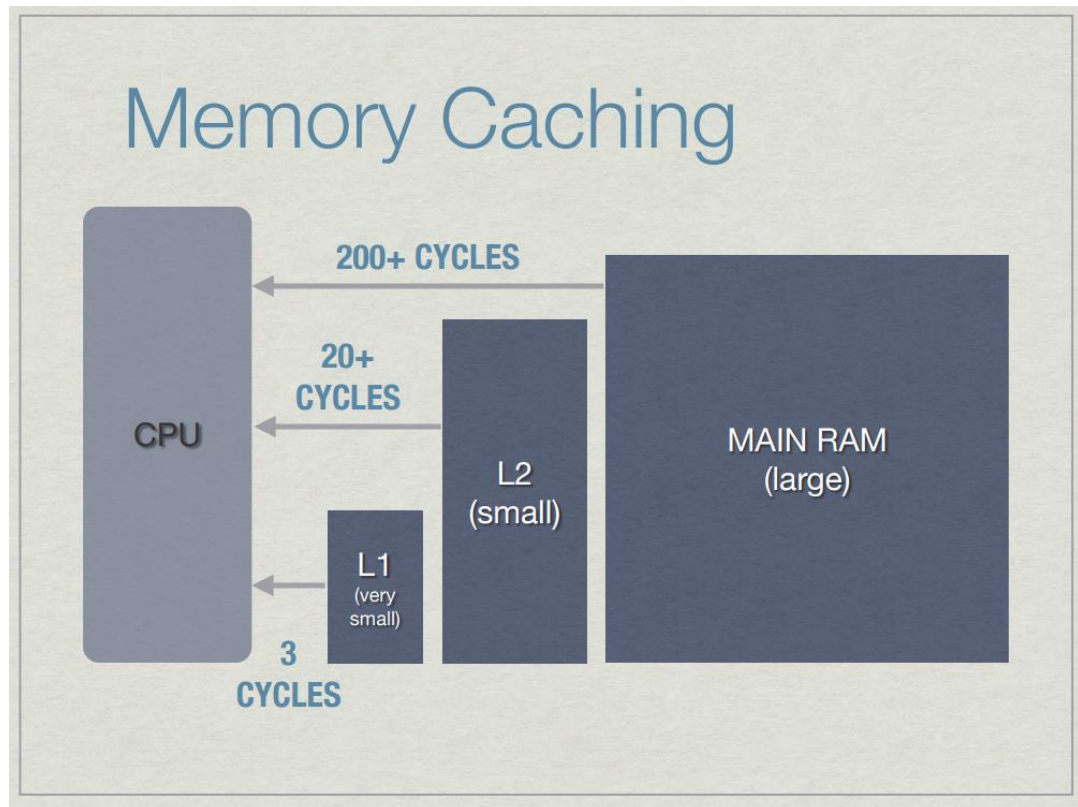 Memory Caching
200+ CYCLES
20+
CYCLES
CPU
MAIN RAM
(large)
L2
(small)
L1
(very
small)
3
CYCLES